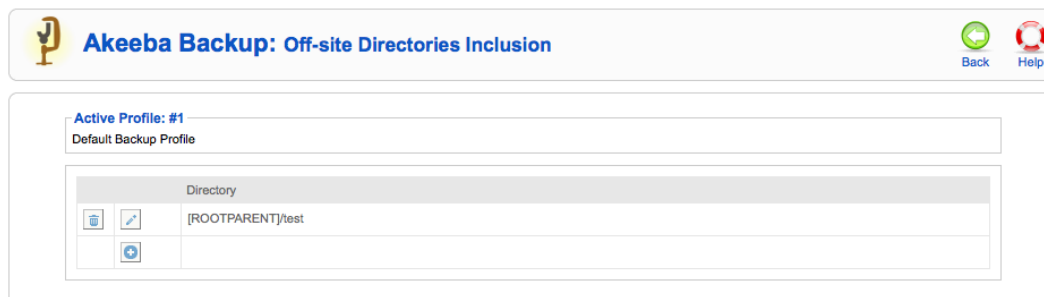 Akeeba Backup: Off-site Directories Inclusion
Back
Help
Active Profile: #1
Default Backup Profile
Directory
[ROOTPARENT]/test